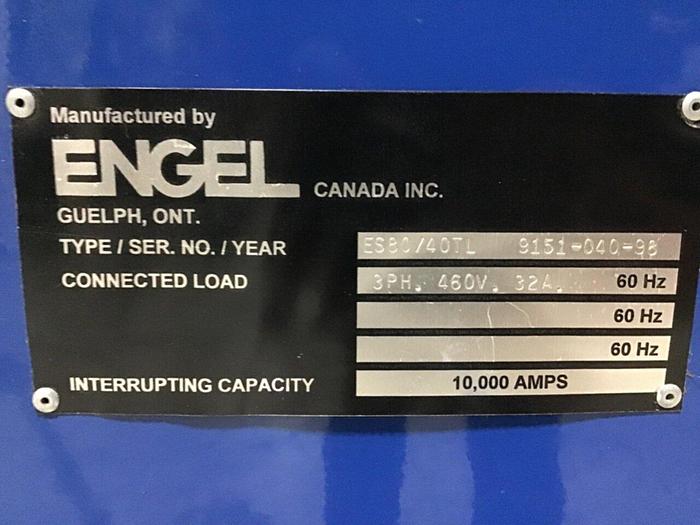 Manufactured by
ENGEL CANADA INC.
GUELPH, ONT.
TYPE / SER. NO. / YEAR ES80/40TL 9151-040-98
CONNECTED LOAD 3PH. 460V. 32A. 60 Hz
60 Hz
60 Hz
INTERRUPTING CAPACITY 10,000 AMPS